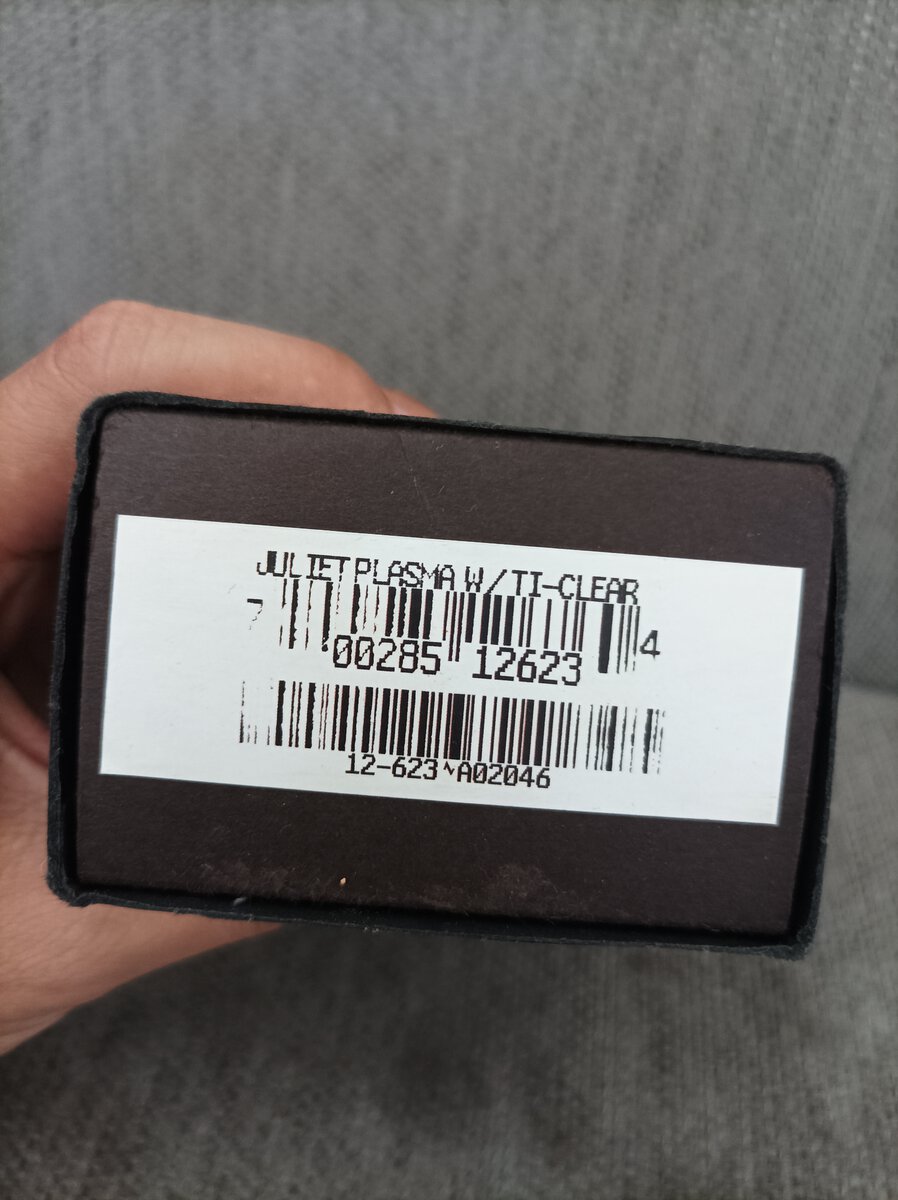 JULIET PLASMA W/TI-CLEAR
7 00285 12623 4
12-623 A02046